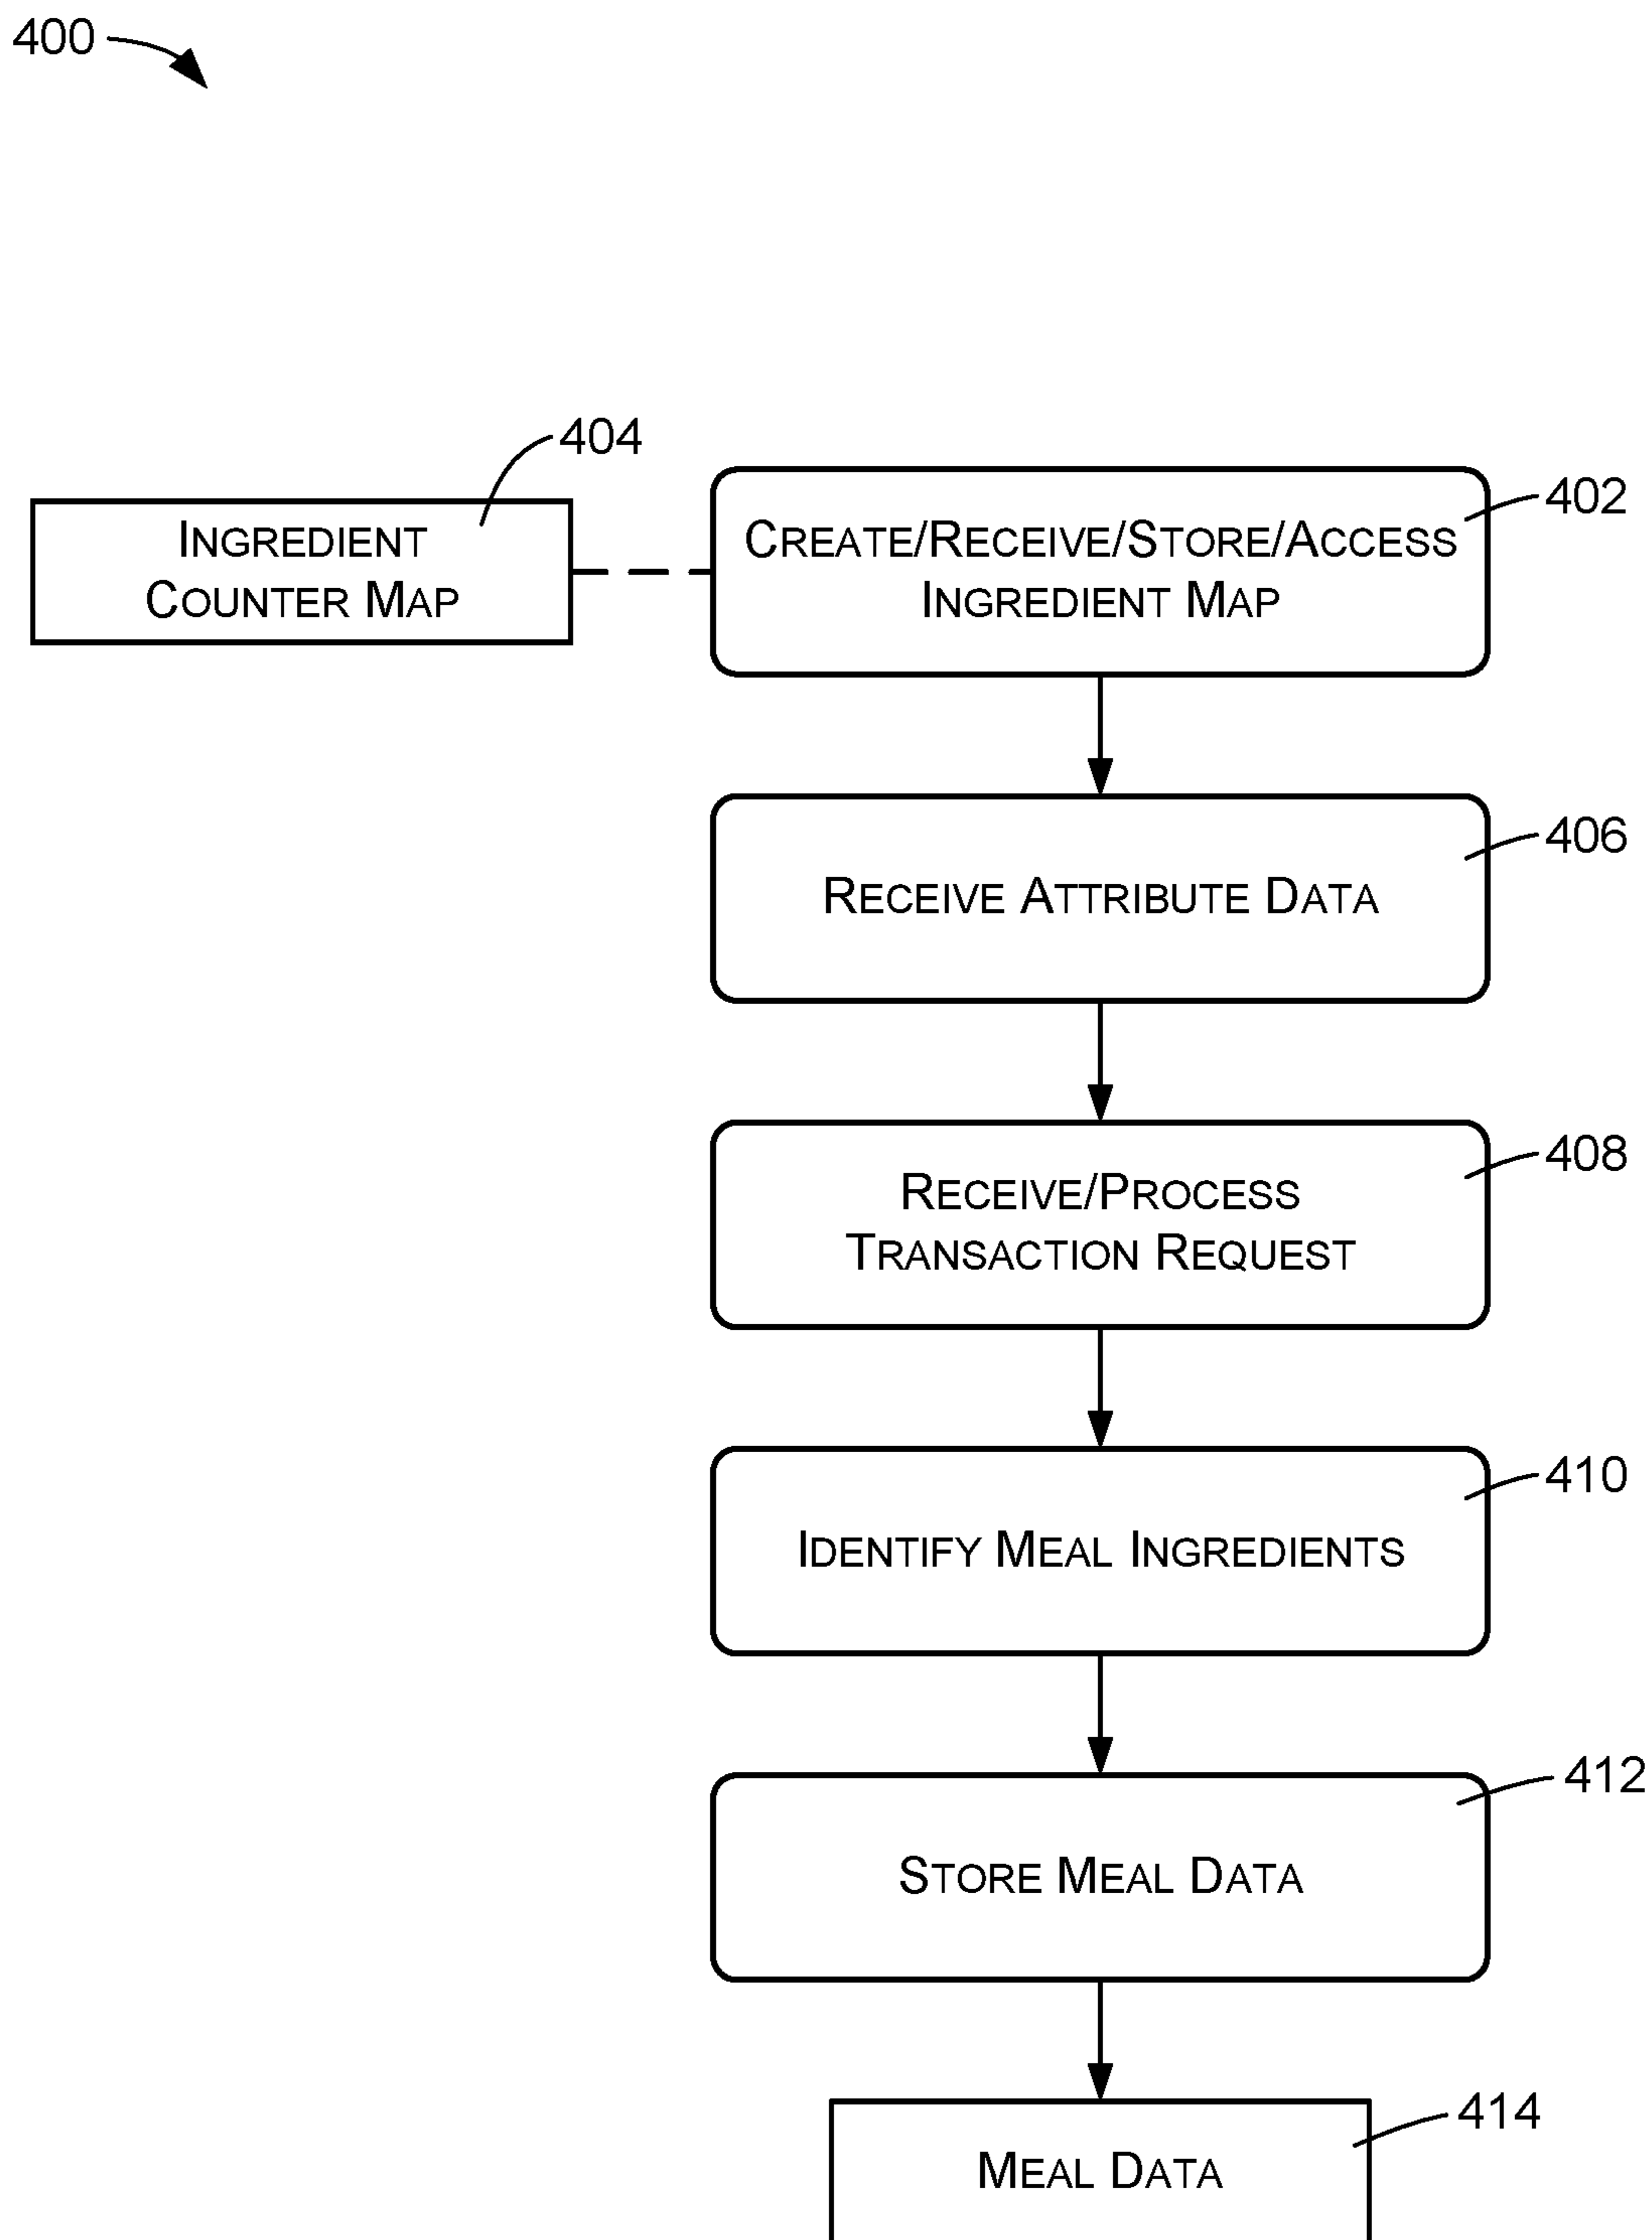 400
404
INGREDIENT
COUNTER MAP
402
CREATE/RECEIVE/STORE/ACCESS
INGREDIENT MAP
406
RECEIVE ATTRIBUTE DATA
408
RECEIVE/PROCESS
TRANSACTION REQUEST
410
IDENTIFY MEAL INGREDIENTS
412
STORE MEAL DATA
414
MEAL DATA